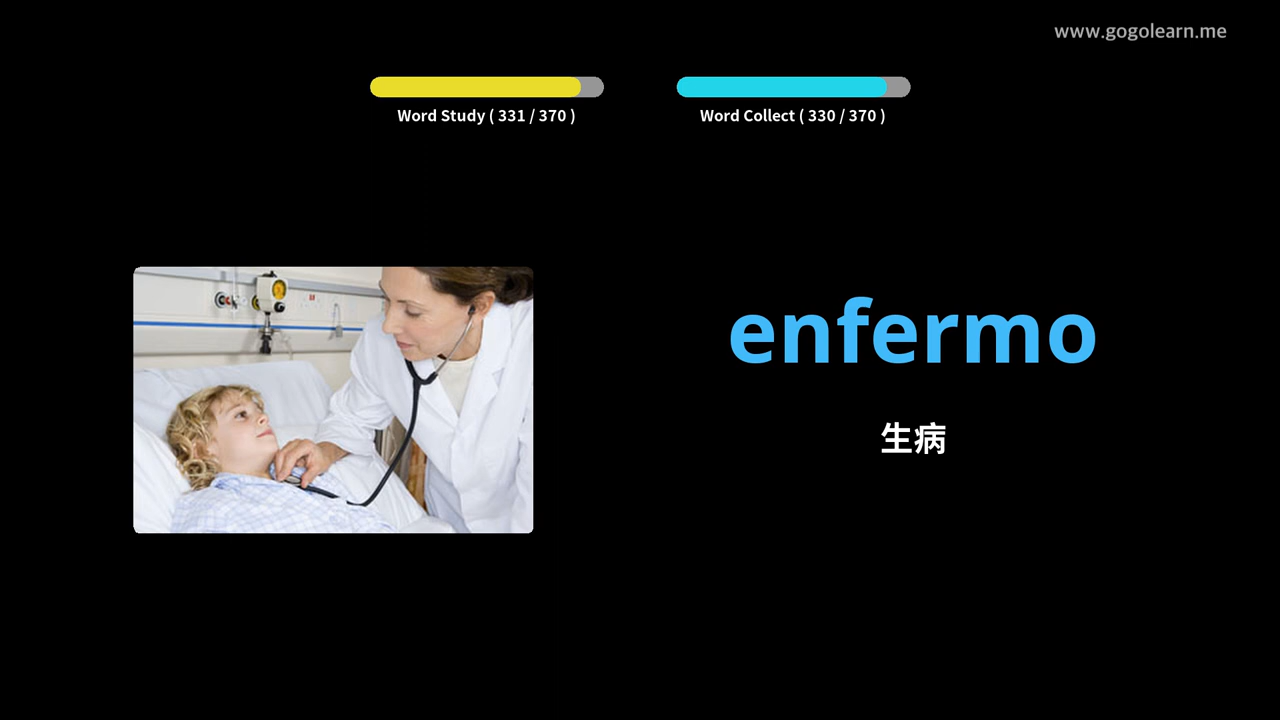 www.gogolearn.me
Word Study ( 331 / 370 )
Word Collect ( 330 / 370 )
enfermo
生病